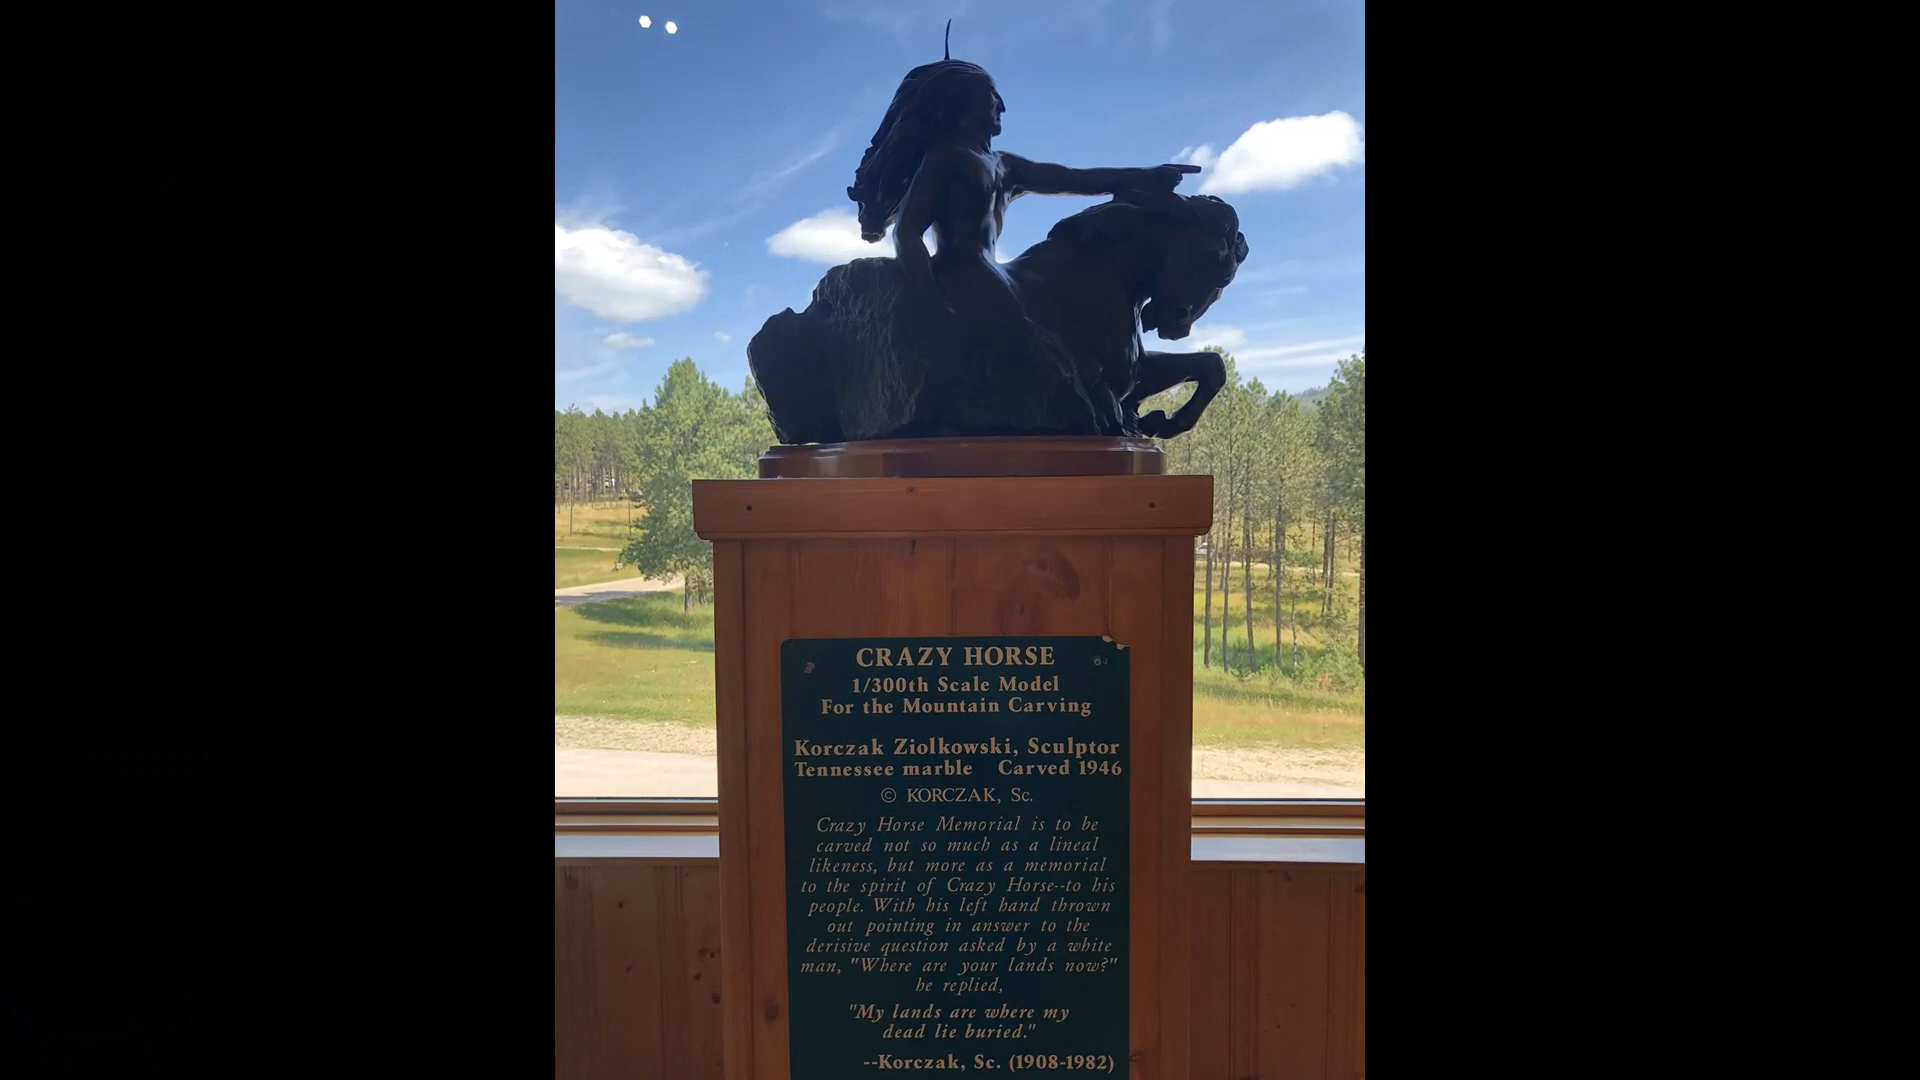 CRAZY HORSE
1/300th Scale Model
For the Mountain Carving
Korczak Ziolkowski, Sculptor
Tennessee marble Carved 1946
© KORCZAK, Sc.
Crazy Horse Memorial is to be
carved not so much as a lineal
likeness, but more as a memorial
to the spirit of Crazy Horse--to his
people. With his left hand thrown
out pointing in answer to the
derisive question asked by a white
man, "Where are your lands now?"
he replied,
"My lands are where my
dead lie buried."
--Korczak, Sc. (1908-1982)